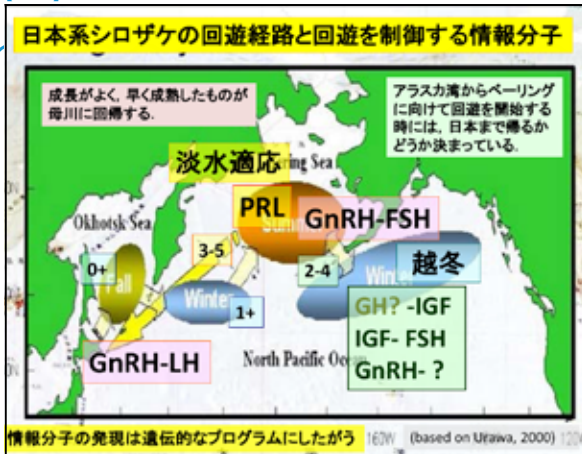 日本系シロザケの回遊経路と回遊を制御する情報分子
成長がよく，早く成熟したものが
母川に回帰する．
アラスカ湾からベーリング
に向けて回遊を開始する
時には，日本まで帰るか
どうか決まっている．
淡水適応
ring Sea
Okhotsk Sea
PRL
GnRH-FSH
0+
Fall
3-5
2-4
Winter
越冬
Winter
1+
GH? -IGF
IGF- FSH
GnRH- ?
GnRH-LH
North Pacific Ocean
情報分子の発現は遺伝的なプログラムにしたがう
160W
(based on Urawa, 2000)